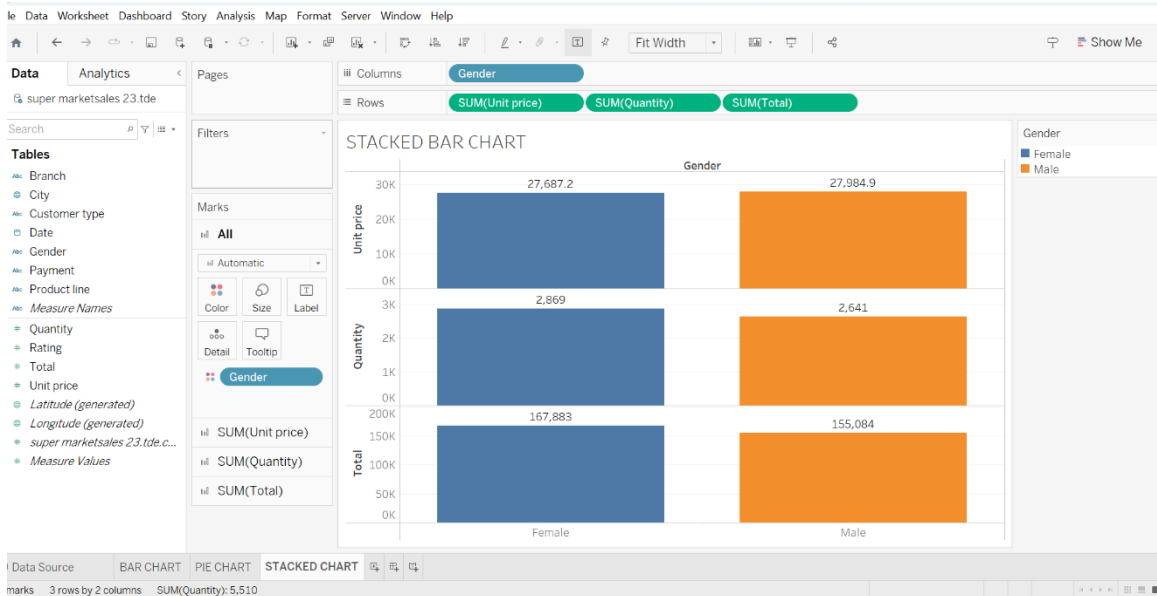 le Data Worksheet Dashboard Story Analysis Map Format Server Window Help
Fit Width
Show Me
Data Analytics
super marketsales 23.tde
Search
Tables
Branch
City
Customer type
Date
Gender
Payment
Product line
Measure Names
Quantity
Rating
Total
Unit price
Latitude (generated)
Longitude (generated)
super marketsales 23.tde.c...
Measure Values
Pages
Filters
Marks
All
Automatic
Color Size Label
Detail Tooltip
Gender
SUM(Unit price)
SUM(Quantity)
SUM(Total)
iii Columns Gender
Rows SUM(Unit price) SUM(Quantity) SUM(Total)
STACKED BAR CHART
Gender
Unit price
30K
20K
10K
0K
27,687.2 27,984.9
Quantity
3K
2K
1K
0K
2,869 2,641
Total
200K
150K
100K
50K
0K
167,883 155,084
Female Male
Gender
Female
Male
Data Source BAR CHART PIE CHART STACKED CHART
marks 3 rows by 2 columns SUM(Quantity): 5,510